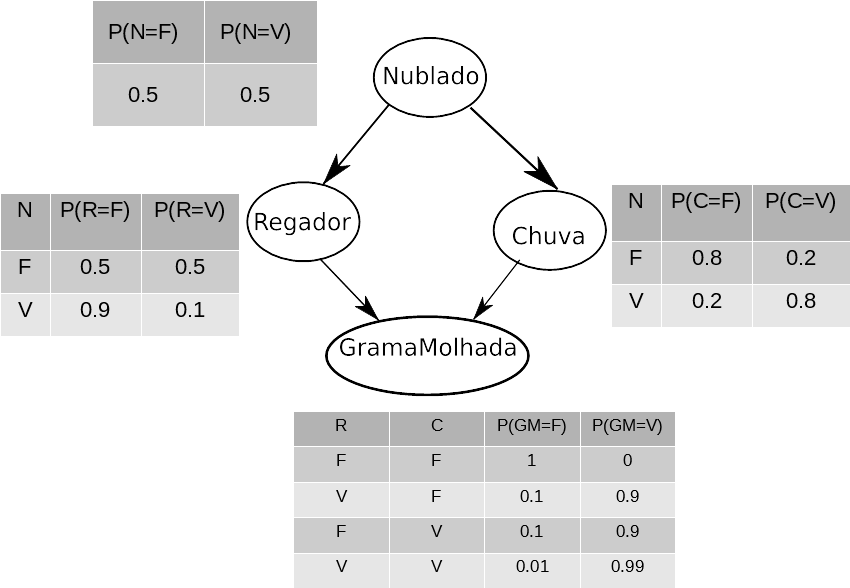 P(N=F) P(N=V)
0.5 0.5
Nublado
N P(R=F) P(R=V)
F 0.5 0.5
V 0.9 0.1
Regador
Chuva
N P(C=F) P(C=V)
F 0.8 0.2
V 0.2 0.8
GramaMolhada
R C P(GM=F) P(GM=V)
F F 1 0
V F 0.1 0.9
F V 0.1 0.9
V V 0.01 0.99